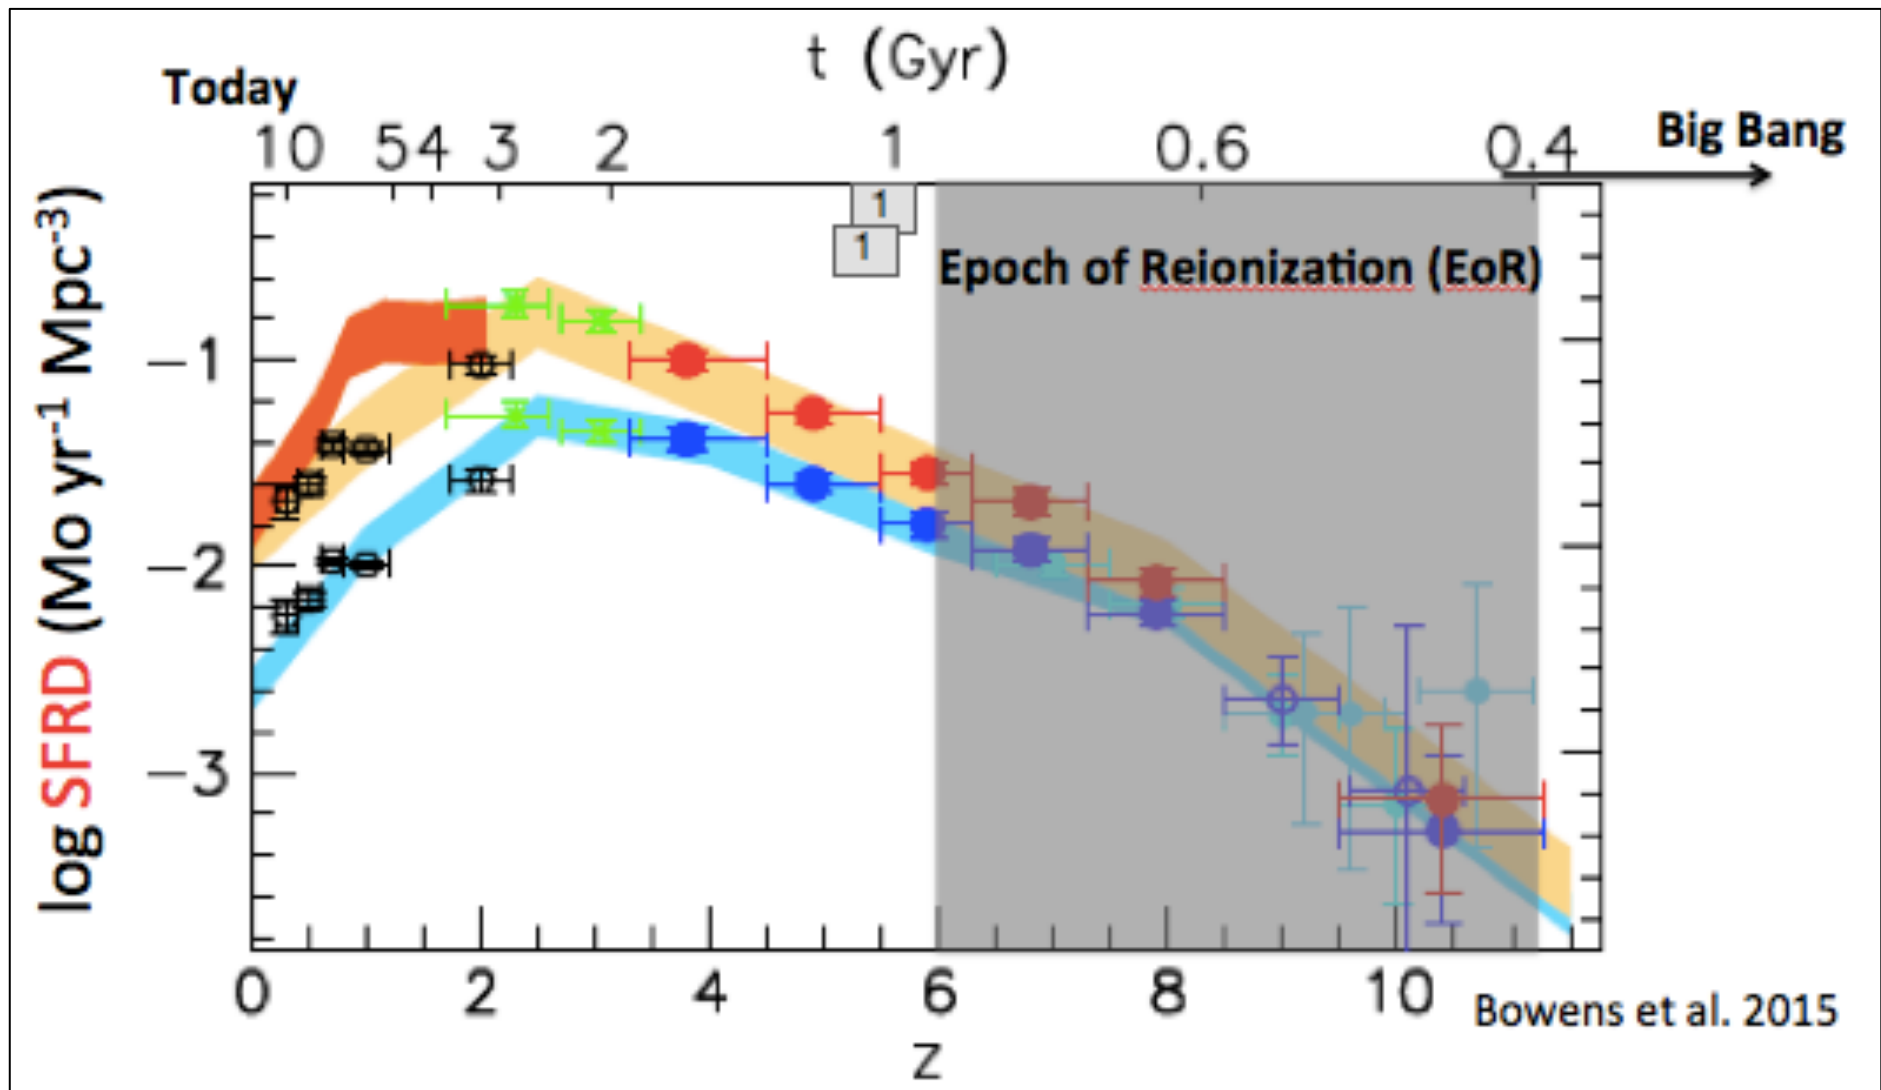 t (Gyr)
Today
10 5 4 3 2 1 0.6 0.4
Big Bang
1
1
Epoch of Reionization (EoR)
log SFRD (Mo yr-1 Mpc-3)
−1
−2
−3
0 2 4 6 8 10
z
Bowens et al. 2015